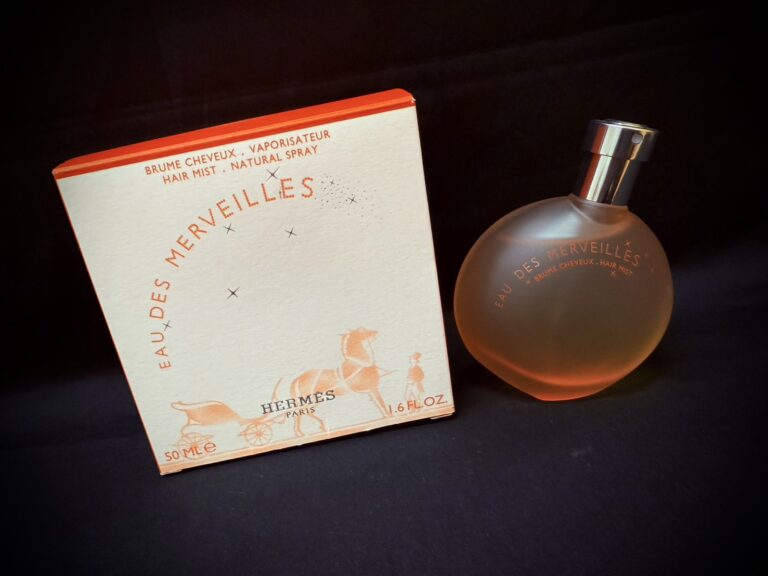 BRUME CHEVEUX . VAPORISATEUR
HAIR MIST . NATURAL SPRAY
EAU DES MERVEILLES
HERMÈS
PARIS
50 ML e
1.6 FL.OZ.
EAU DES MERVEILLES
BRUME CHEVEUX . HAIR MIST